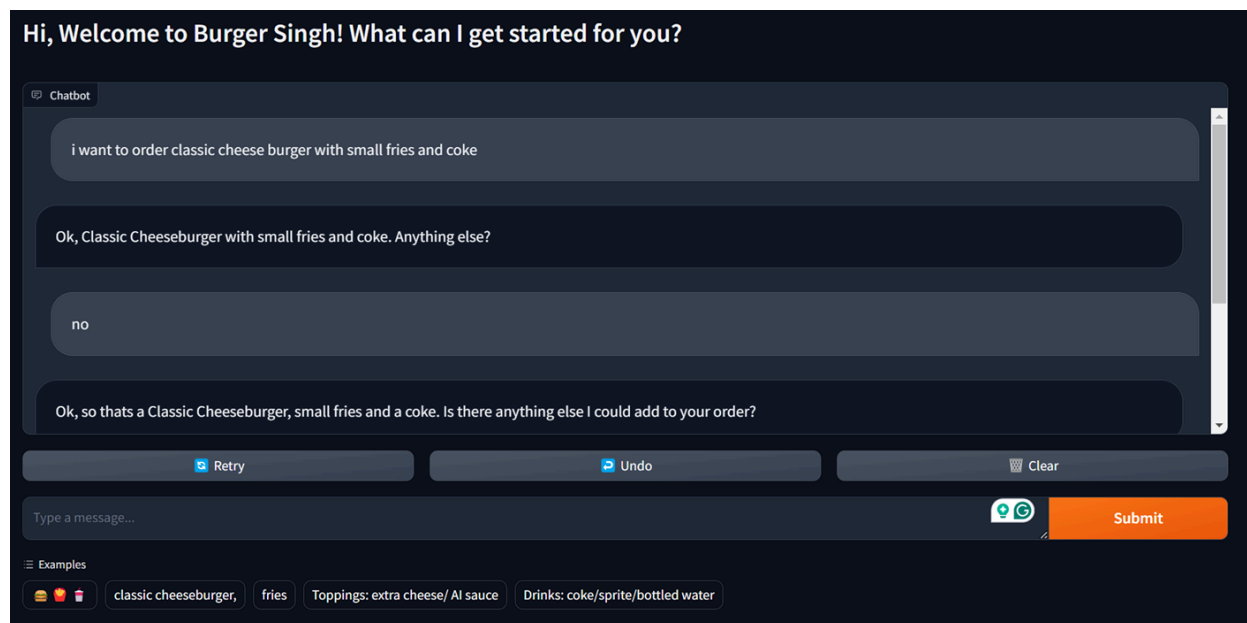 Hi, Welcome to Burger Singh! What can I get started for you?
Chatbot
i want to order classic cheese burger with small fries and coke
Ok, Classic Cheeseburger with small fries and coke. Anything else?
no
Ok, so thats a Classic Cheeseburger, small fries and a coke. Is there anything else I could add to your order?
Retry
Undo
Clear
Type a message...
Submit
Examples
classic cheeseburger,
fries
Toppings: extra cheese/ AI sauce
Drinks: coke/sprite/bottled water